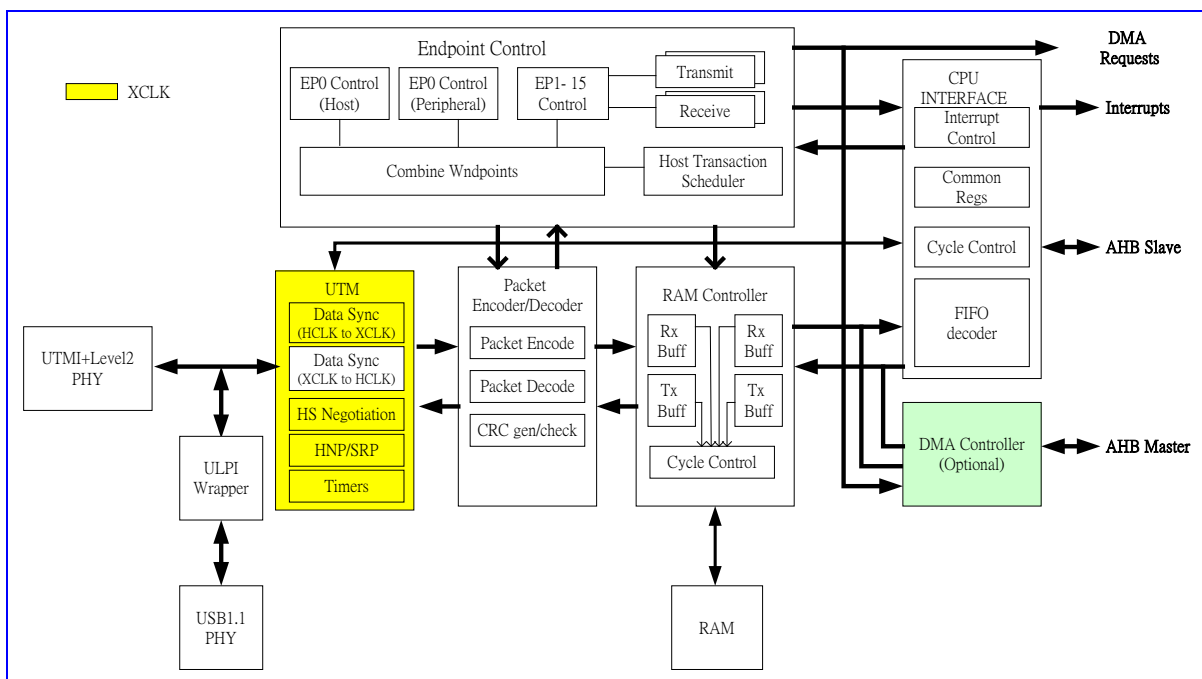 Endpoint Control
DMA
Requests
XCLK
EP0 Control
(Host)
EP0 Control
(Peripheral)
EP1- 15
Control
Transmit
Receive
Combine Wndpoints
Host Transaction
Scheduler
CPU
INTERFACE
Interrupt
Control
Common
Regs
Cycle Control
FIFO
decoder
Interrupts
AHB Slave
UTM
Data Sync
(HCLK to XCLK)
Data Sync
(XCLK to HCLK)
HS Negotiation
HNP/SRP
Timers
Packet
Encoder/Decoder
Packet Encode
Packet Decode
CRC gen/check
RAM Controller
Rx
Buff
Rx
Buff
Tx
Buff
Tx
Buff
Cycle Control
UTMI+Level2
PHY
ULPI
Wrapper
USB1.1
PHY
RAM
DMA Controller
(Optional)
AHB Master